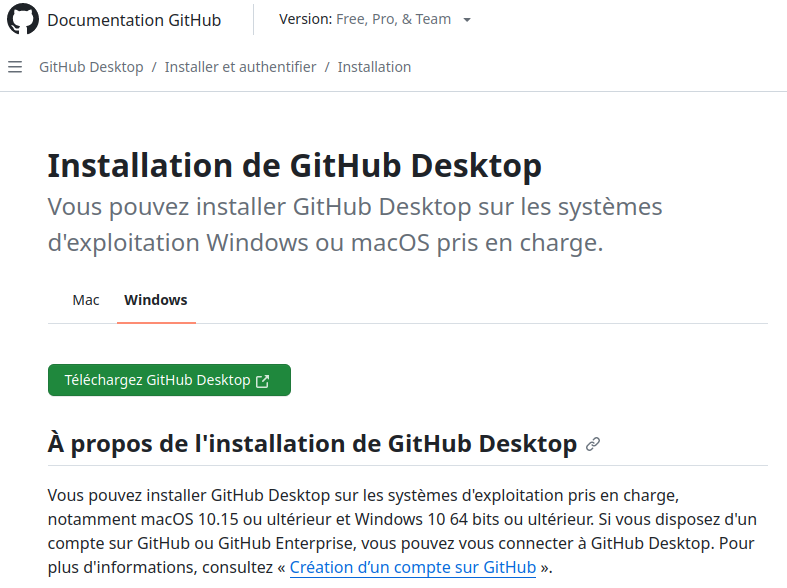 Documentation GitHub
Version: Free, Pro, & Team
GitHub Desktop / Installer et authentifier / Installation
Installation de GitHub Desktop
Vous pouvez installer GitHub Desktop sur les systèmes
d'exploitation Windows ou macOS pris en charge.
Mac Windows
Téléchargez GitHub Desktop
À propos de l'installation de GitHub Desktop
Vous pouvez installer GitHub Desktop sur les systèmes d'exploitation pris en charge,
notamment macOS 10.15 ou ultérieur et Windows 10 64 bits ou ultérieur. Si vous disposez d'un
compte sur GitHub ou GitHub Enterprise, vous pouvez vous connecter à GitHub Desktop. Pour
plus d'informations, consultez « Création d’un compte sur GitHub ».